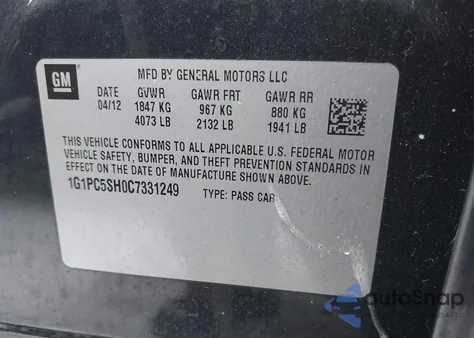 GM
MFD BY GENERAL MOTORS LLC
DATE GVWR GAWR FRT GAWR RR
04/12 1847 KG 967 KG 880 KG
4073 LB 2132 LB 1941 LB
THIS VEHICLE CONFORMS TO ALL APPLICABLE U.S. FEDERAL MOTOR
VEHICLE SAFETY, BUMPER, AND THEFT PREVENTION STANDARDS IN
EFFECT ON THE DATE OF MANUFACTURE SHOWN ABOVE.
1G1PC5SH0C7331249 TYPE: PASS CAR
autoSnap